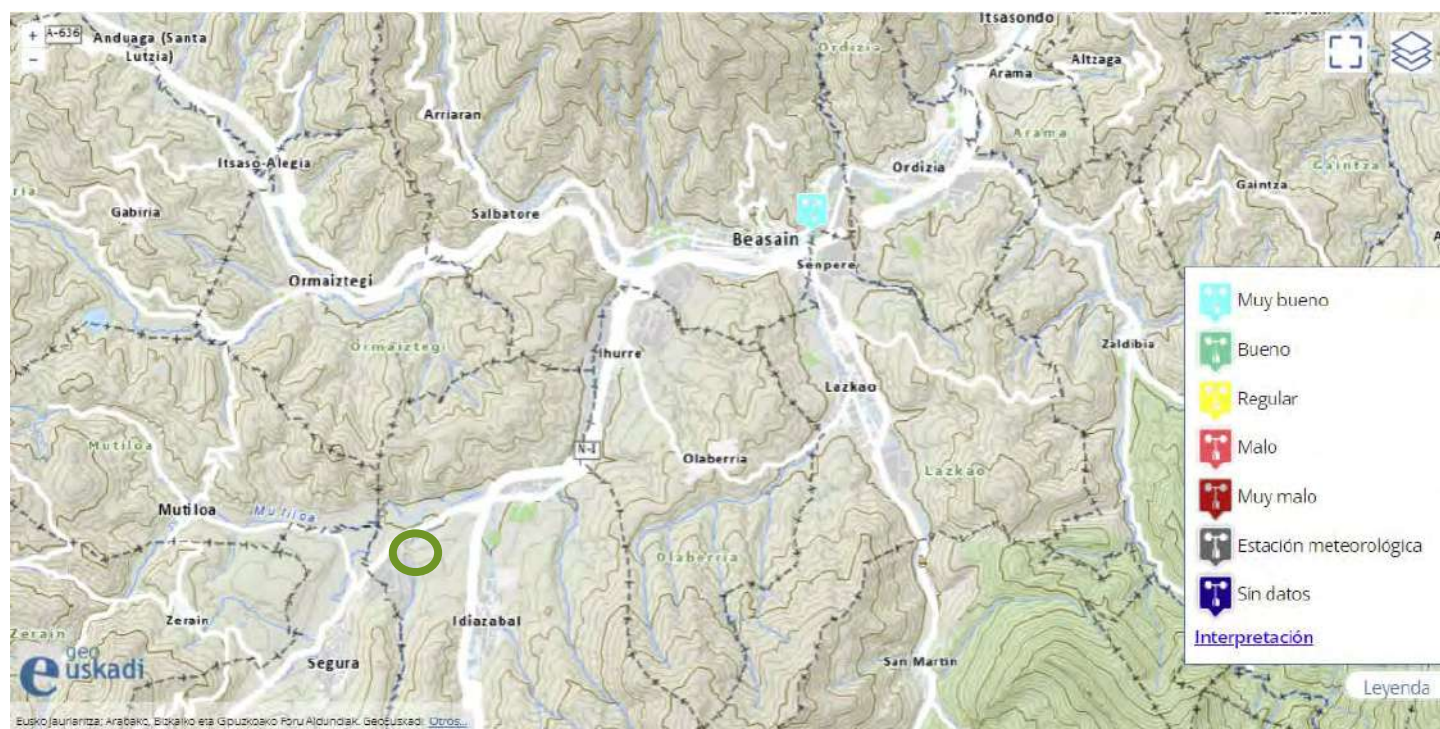 +
A-636
−
Anduaga (Santa
Lutzia)
Itsasondo
Ordizia
Arama
Altzaga
Arriaran
Arama
Itsaso-Alegia
Ordizia
Gaintza
Gabiria
Gaintza
Salbatore
Beasain
Senpere
Ormaiztegi
Ormaiztegi
Ihurre
Zaldibia
Lazkao
Mutiloa
N-I
Olaberria
Lazkao
Mutiloa
Mutiloa
Olaberria
Zerain
Idiazabal
Zerain
Segura
San Martin
Muy bueno
Bueno
Regular
Malo
Muy malo
Estación meteorológica
Sin datos
Interpretación
Leyenda
geo
euskadi
Eusko Jaurlaritza; Arabako, Bizkaiko eta Gipuzkoako Foru Aldundiak. GeoEuskadi; Otros...